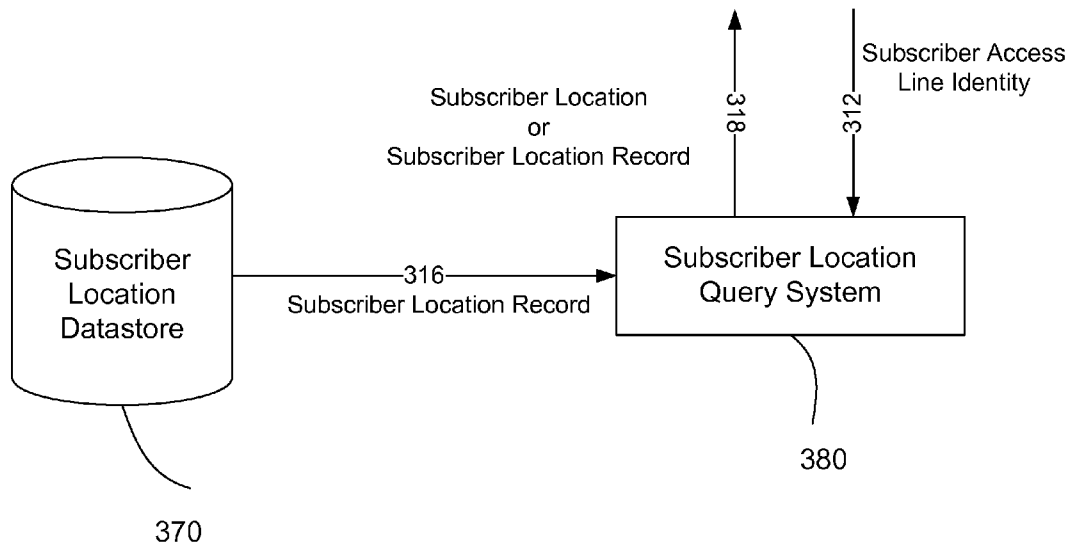 Subscriber Access
Line Identity
318
312
Subscriber Location
or
Subscriber Location Record
Subscriber
Location
Datastore
316
Subscriber Location Record
Subscriber Location
Query System
380
370